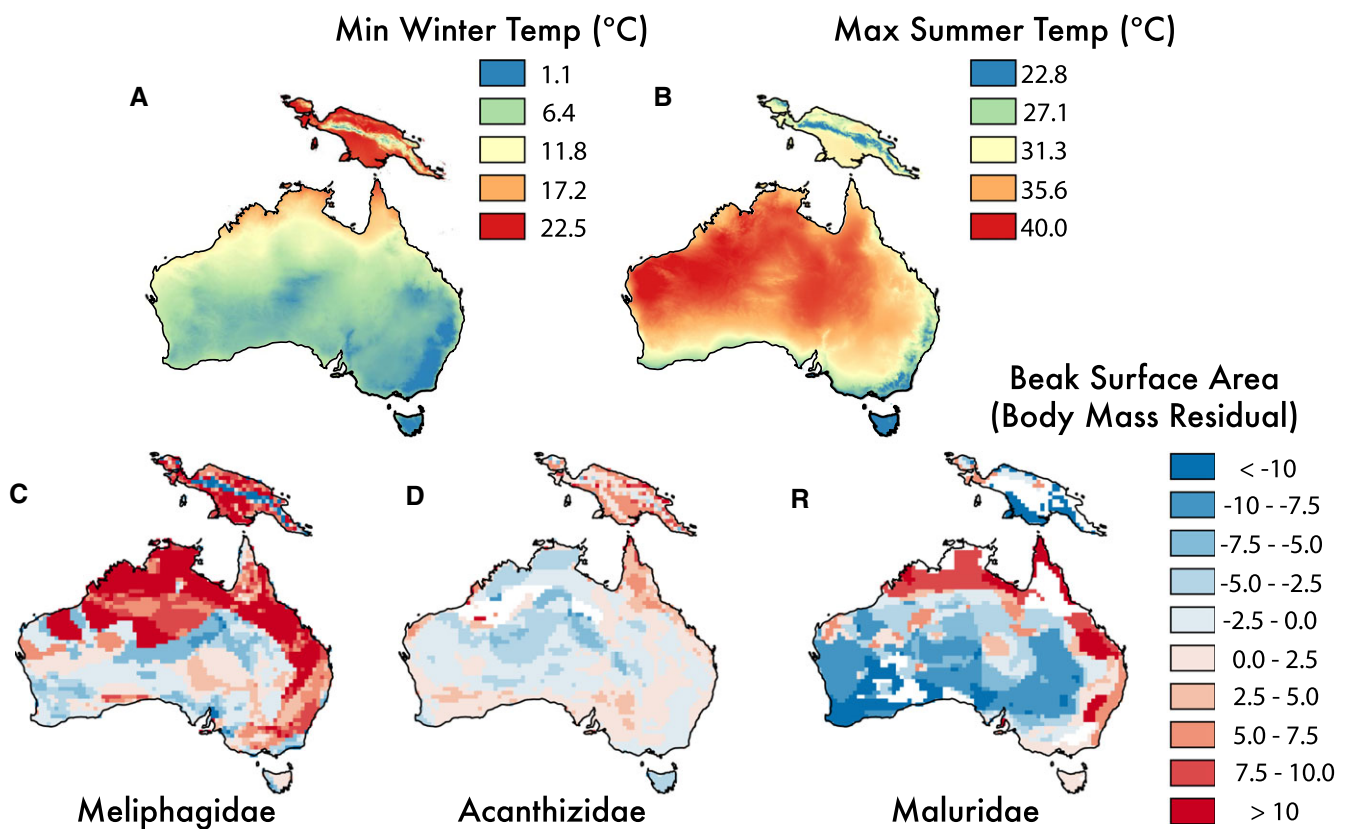 Min Winter Temp (°C)
Max Summer Temp (°C)
A
1.1
6.4
11.8
17.2
22.5
B
22.8
27.1
31.3
35.6
40.0
Beak Surface Area
(Body Mass Residual)
< -10
-10 - -7.5
-7.5 - -5.0
-5.0 - -2.5
-2.5 - 0.0
0.0 - 2.5
2.5 - 5.0
5.0 - 7.5
7.5 - 10.0
> 10
C
D
R
Meliphagidae
Acanthizidae
Maluridae